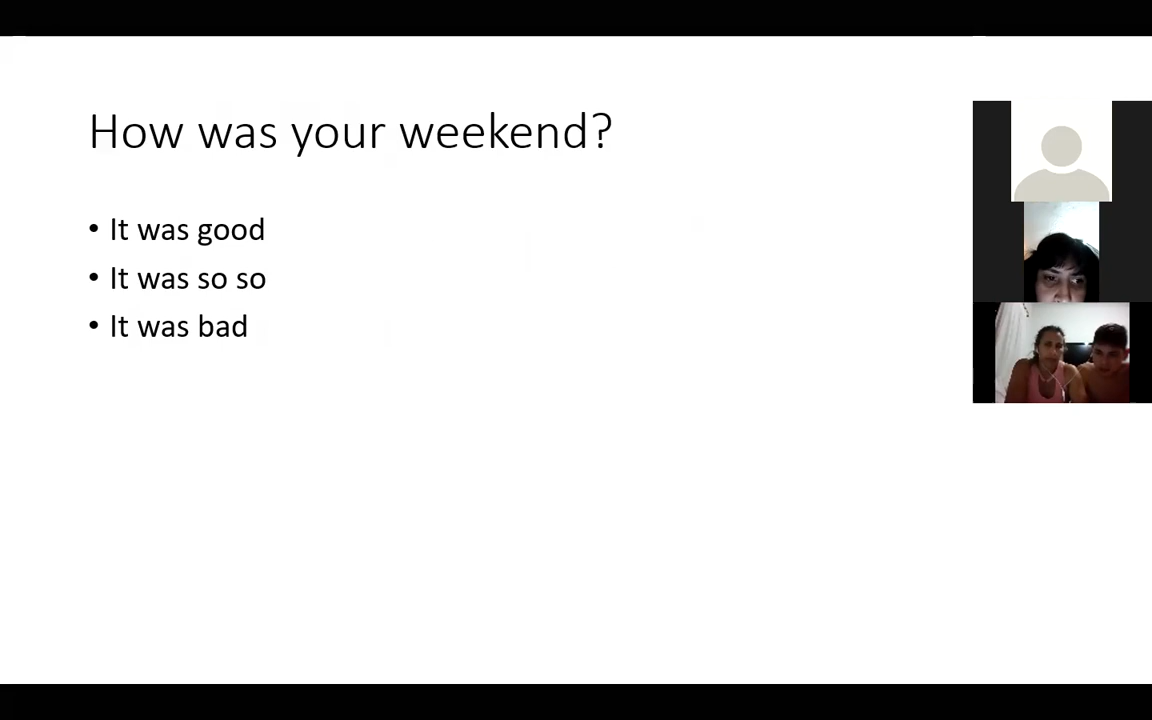 How was your weekend?
• It was good
• It was so so
• It was bad